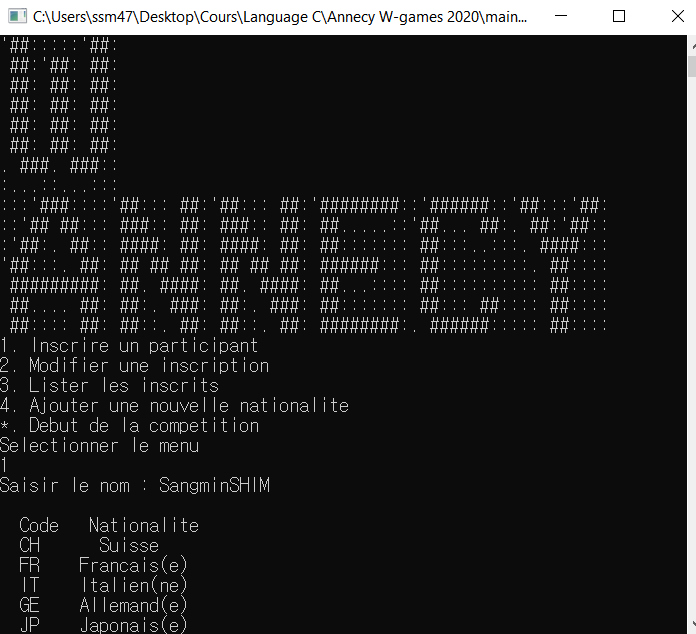 C:\Users\ssm47\Desktop\Cours\Language C\Annecy W-games 2020\main...
W
ANNECY
1. Inscrire un participant
2. Modifier une inscription
3. Lister les inscrits
4. Ajouter une nouvelle nationalite
*. Debut de la competition
Selectionner le menu
1
Saisir le nom : SangminSHIM
Code Nationalite
CH Suisse
FR Francais(e)
IT Italien(ne)
GE Allemand(e)
JP Japonais(e)